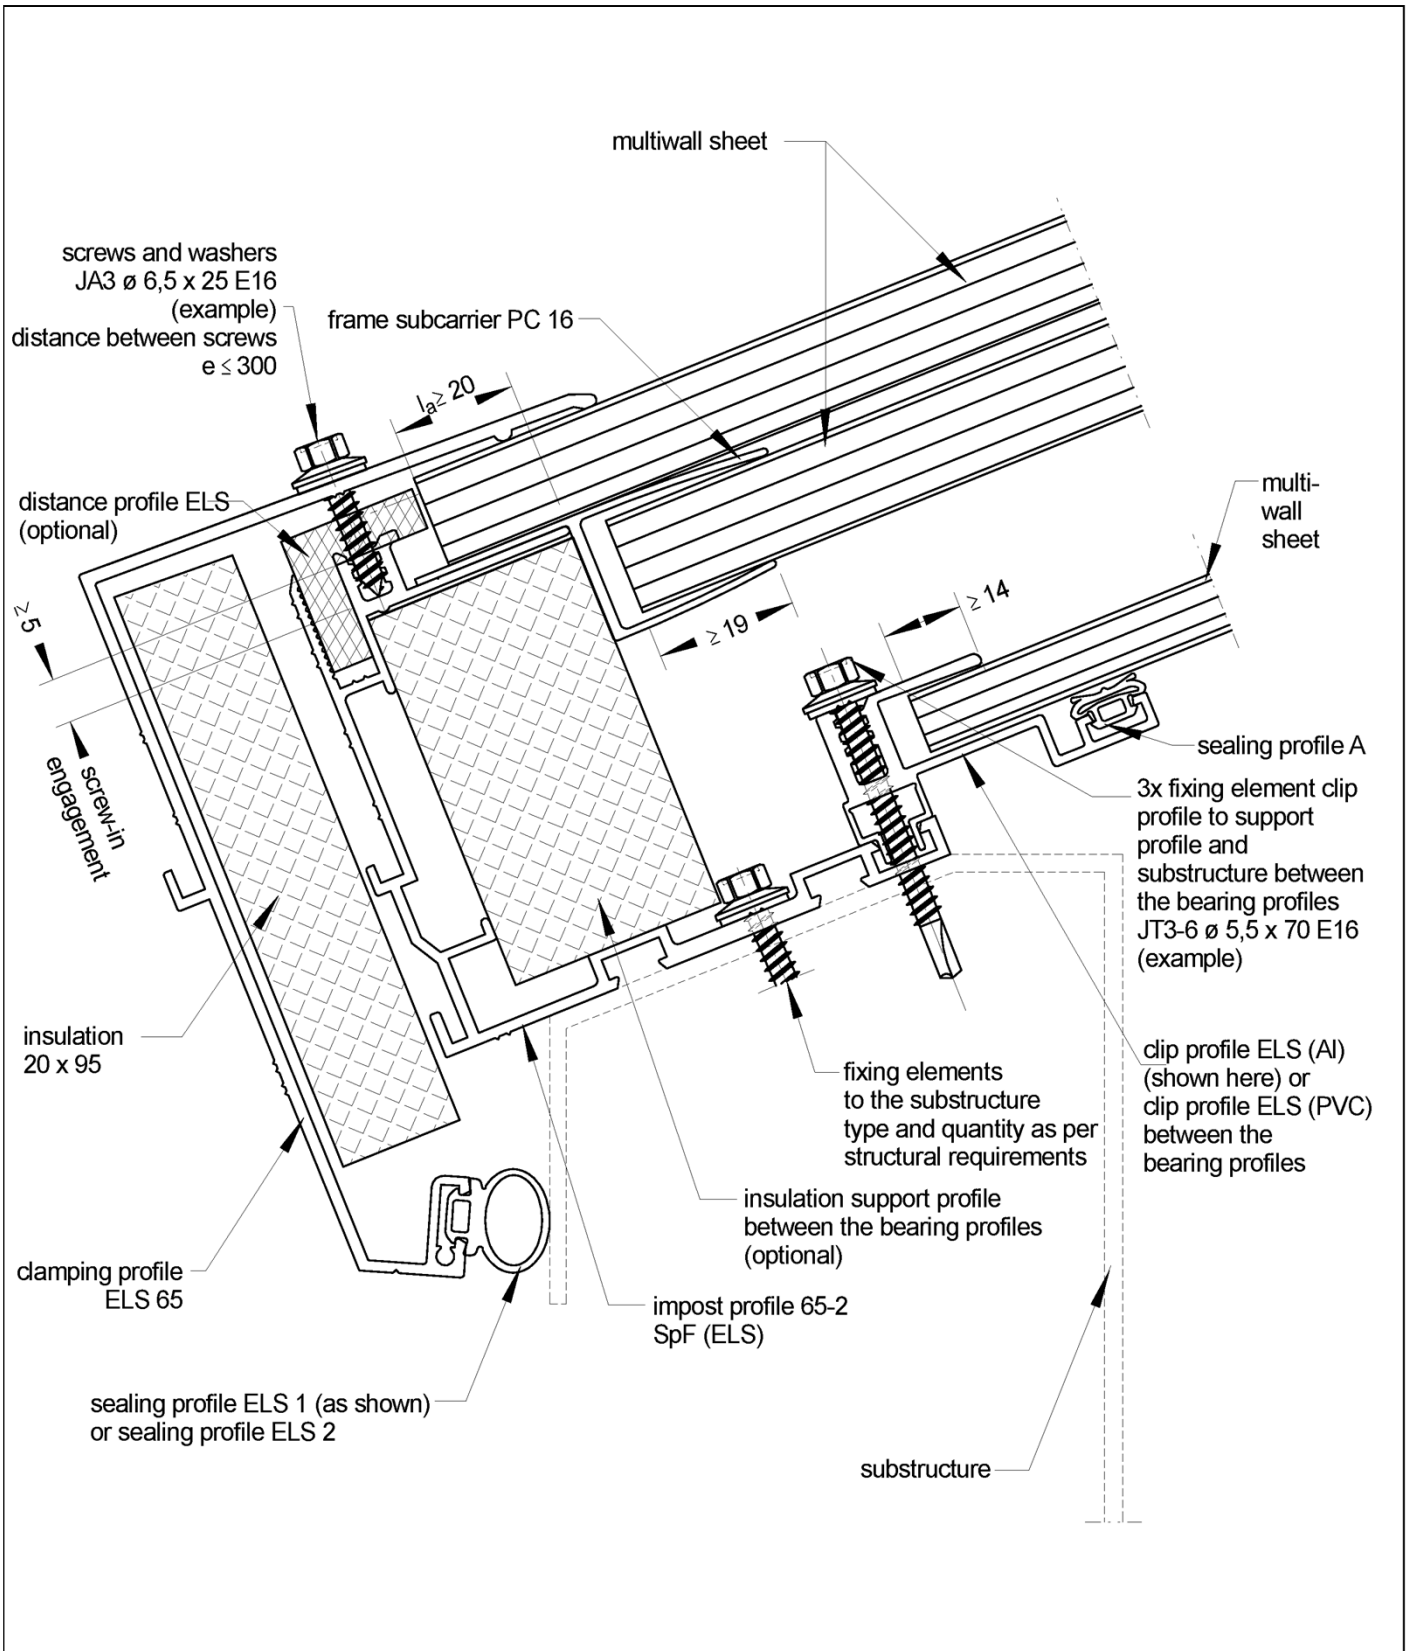 multiwall sheet
screws and washers
JA3 ø 6,5 x 25 E16
(example)
distance between screws
e ≤ 300
frame subcarrier PC 16
lₐ≥ 20
distance profile ELS
(optional)
multi-
wall
sheet
≥ 5
≥ 19
≥ 14
screw-in
engagement
sealing profile A
3x fixing element clip
profile to support
profile and
substructure between
the bearing profiles
JT3-6 ø 5,5 x 70 E16
(example)
insulation
20 x 95
clip profile ELS (Al)
(shown here) or
clip profile ELS (PVC)
between the
bearing profiles
fixing elements
to the substructure
type and quantity as per
structural requirements
insulation support profile
between the bearing profiles
(optional)
clamping profile
ELS 65
impost profile 65-2
SpF (ELS)
sealing profile ELS 1 (as shown)
or sealing profile ELS 2
substructure